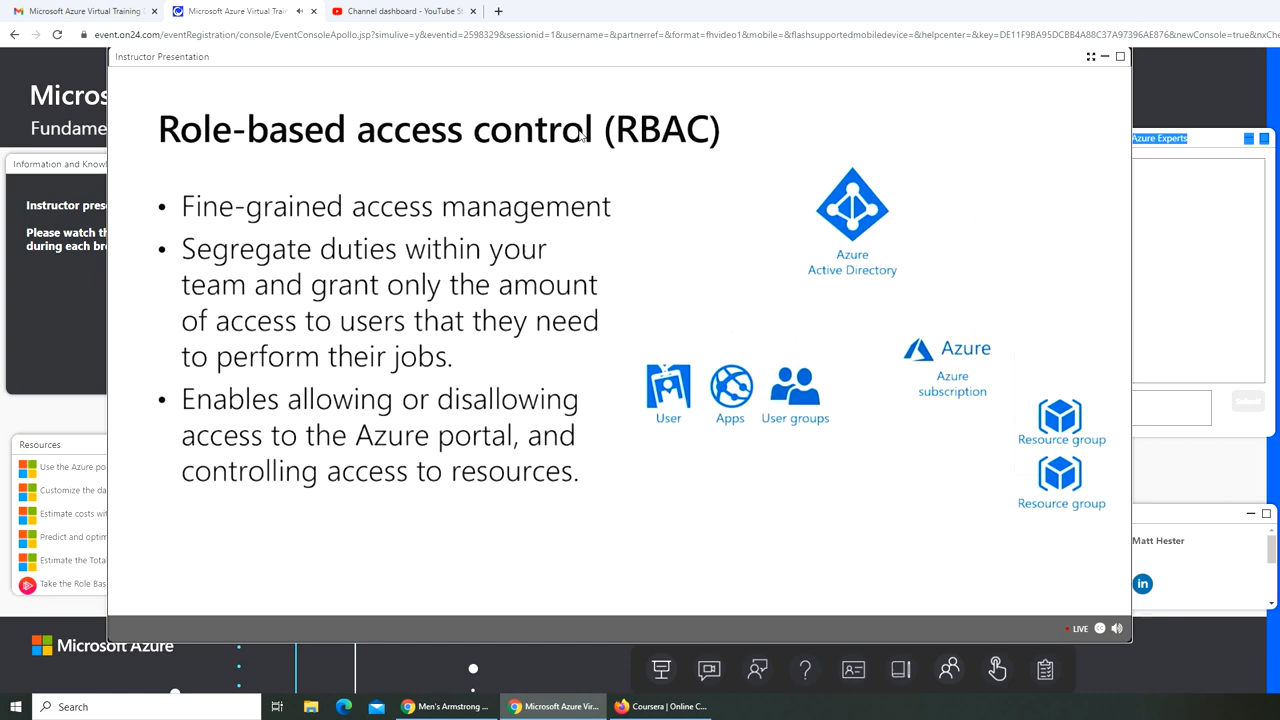 Microsoft Azure Virtual Training D
Microsoft Azure Virtual Train
Channel dashboard - YouTube St
event.on24.com/eventRegistration/console/EventConsoleApollo.jsp?simulive=y&eventid=2598329&sessionid=1&username=&partnerref=&format=fhvideo1&mobile=&flashsupportedmobiledevice=&helpcenter=&key=DE11F9BA95DCBB4A88C37A97396AE876&newConsole=true&nxChe
Instructor Presentation
Micros
Fundame
Information and Know
Instructor pres
Please watch th
during each br
Role-based access control (RBAC)
• Fine-grained access management
• Segregate duties within your
team and grant only the amount
of access to users that they need
to perform their jobs.
• Enables allowing or disallowing
access to the Azure portal, and
controlling access to resources.
Azure
Active Directory
User
Apps
User groups
Azure
Azure
subscription
Resource group
Resource group
Azure Experts
Submit
Matt Hester
in
Resources
Use the Azure po
Customize the da
Estimate costs wi
Predict and optim
Estimate the Tota
Take the Role Bas
LIVE
CC
Microsoft Azure
Search
Men's Armstrong ...
Microsoft Azure Vir...
Coursera | Online C...